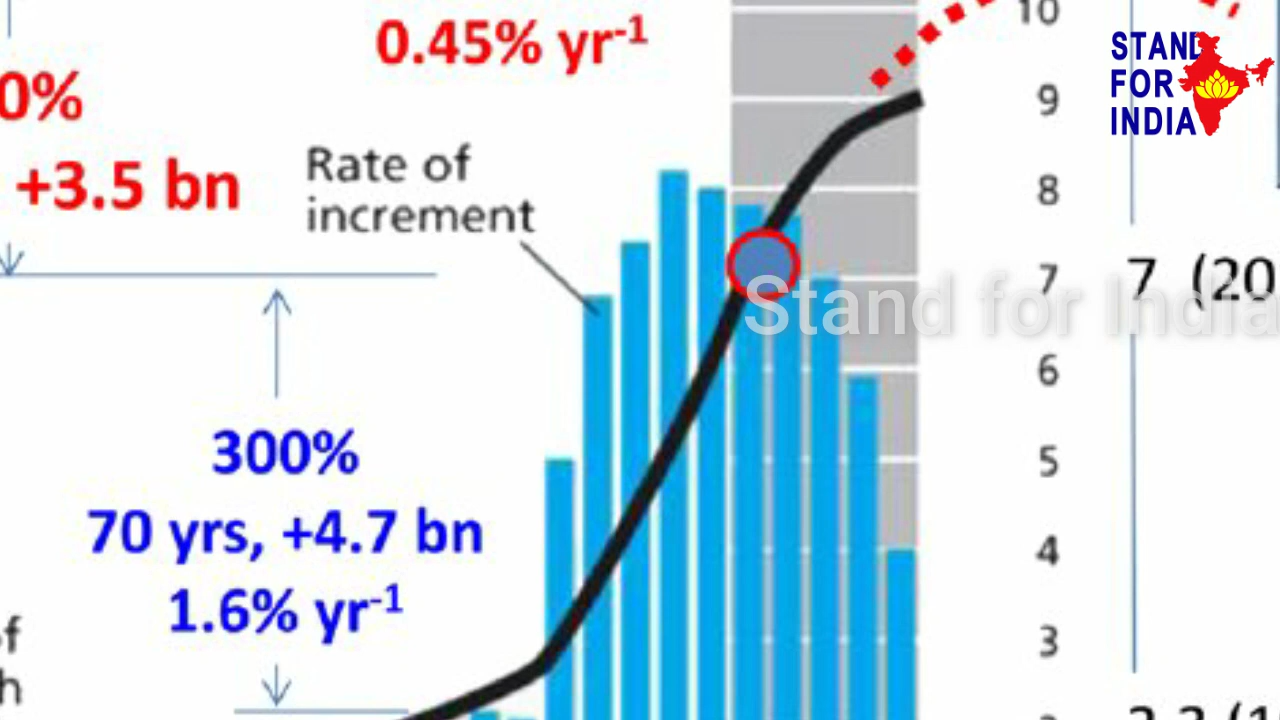 0.45% yr-1
0%
+3.5 bn
Rate of
increment
300%
70 yrs, +4.7 bn
1.6% yr-1
10
9
8
7
6
5
4
3
7 (20
STAND
FOR
INDIA
Stand for India